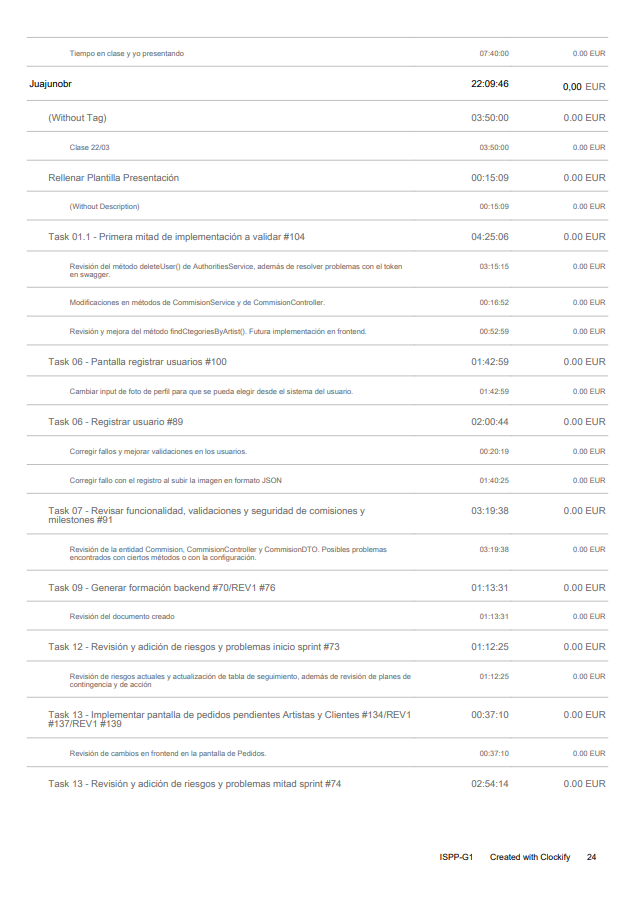 Tiempo en clase y yo presentando 07:40:00 0.00 EUR
Juajunobr 22:09:46 0,00 EUR
(Without Tag) 03:50:00 0.00 EUR
Clase 22/03 03:50:00 0.00 EUR
Rellenar Plantilla Presentación 00:15:09 0.00 EUR
(Without Description) 00:15:09 0.00 EUR
Task 01.1 - Primera mitad de implementación a validar #104 04:25:06 0.00 EUR
Revisión del método deleteUser() de AuthoritiesService, además de resolver problemas con el token 03:15:15 0.00 EUR
en swagger.
Modificaciones en métodos de CommisionService y de CommisionController. 00:16:52 0.00 EUR
Revisión y mejora del método findCtegoriesByArtist(). Futura implementación en frontend. 00:52:59 0.00 EUR
Task 06 - Pantalla registrar usuarios #100 01:42:59 0.00 EUR
Cambiar input de foto de perfil para que se pueda elegir desde el sistema del usuario. 01:42:59 0.00 EUR
Task 06 - Registrar usuario #89 02:00:44 0.00 EUR
Corregir fallos y mejorar validaciones en los usuarios. 00:20:19 0.00 EUR
Corregir fallo con el registro al subir la imagen en formato JSON 01:40:25 0.00 EUR
Task 07 - Revisar funcionalidad, validaciones y seguridad de comisiones y 03:19:38 0.00 EUR
milestones #91
Revisión de la entidad Commision, CommisionController y CommisionDTO. Posibles problemas 03:19:38 0.00 EUR
encontrados con ciertos métodos o con la configuración.
Task 09 - Generar formación backend #70/REV1 #76 01:13:31 0.00 EUR
Revisión del documento creado 01:13:31 0.00 EUR
Task 12 - Revisión y adición de riesgos y problemas inicio sprint #73 01:12:25 0.00 EUR
Revisión de riesgos actuales y actualización de tabla de seguimiento, además de revisión de planes de 01:12:25 0.00 EUR
contingencia y de acción
Task 13 - Implementar pantalla de pedidos pendientes Artistas y Clientes #134/REV1 00:37:10 0.00 EUR
#137/REV1 #139
Revisión de cambios en frontend en la pantalla de Pedidos. 00:37:10 0.00 EUR
Task 13 - Revisión y adición de riesgos y problemas mitad sprint #74 02:54:14 0.00 EUR
ISPP-G1 Created with Clockify 24